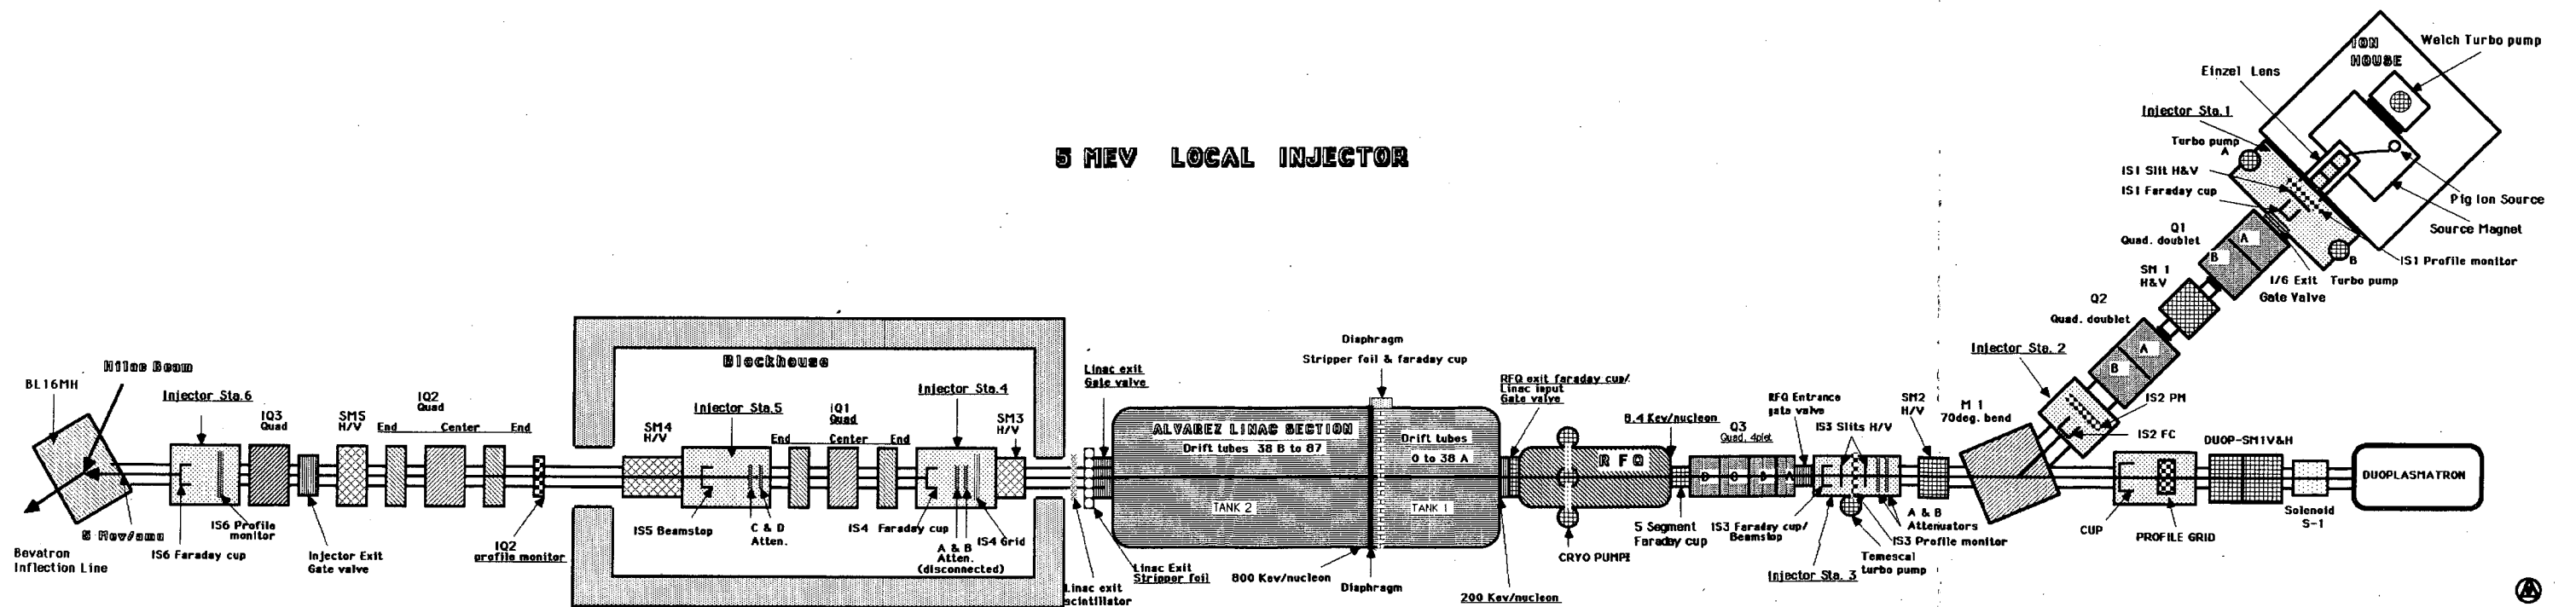 5 MEV LOCAL INJECTOR
ION
HOUSE
Welch Turbo pump
Einzel Lens
Injector Sta.1
Turbo pump
A
IS1 Slit H&V
IS1 Faraday cup
Pig Ion Source
Source Magnet
Q1
Quad. doublet
A
B
B
IS1 Profile monitor
1/6 Exit
Gate Valve
Turbo pump
SM 1
H&V
Q2
Quad. doublet
A
B
Injector Sta. 2
IS2 PM
IS2 FC
M 1
70deg. bend
DUOP-SM1V&H
DUOPLASMATRON
Solenoid
S-1
CUP
PROFILE GRID
SM2
H/V
RFQ Entrance
gate valve
IS3 Slits H/V
Q3
Quad. 4plet
D
C
B
A
8.4 Kev/nucleon
A & B
Attenuators
IS3 Profile monitor
Temescal
turbo pump
Injector Sta. 3
IS3 Faraday cup/
Beamstop
5 Segment
Faraday cup
RFQ
CRYO PUMP!
RFQ exit faraday cup/
Linac input
Gate valve
200 Kev/nucleon
Diaphragm
Stripper foil & faraday cup
ALVAREZ LINAC SECTION
Drift tubes 38 B to 87
Drift tubes
0 to 38 A
TANK 2
TANK 1
800 Kev/nucleon
Diaphragm
Linac exit
Gate valve
Linac Exit
Stripper foil
Linac exit
scintillator
Blockhouse
SM3
H/V
Injector Sta.4
IS4 Faraday cup
A & B
Atten.
(disconnected)
IS4 Grid
IQ1
Quad
End Center End
Injector Sta.5
SM4
H/V
IS5 Beamstop
C & D
Atten.
IQ2
profile monitor
IQ2
Quad
End Center End
SM5
H/V
Injector Exit
Gate valve
IQ3
Quad
Injector Sta.6
IS6 Profile
monitor
IS6 Faraday cup
Hilac Beam
BL16MH
5 Mev/amu
Bevatron
Inflection Line